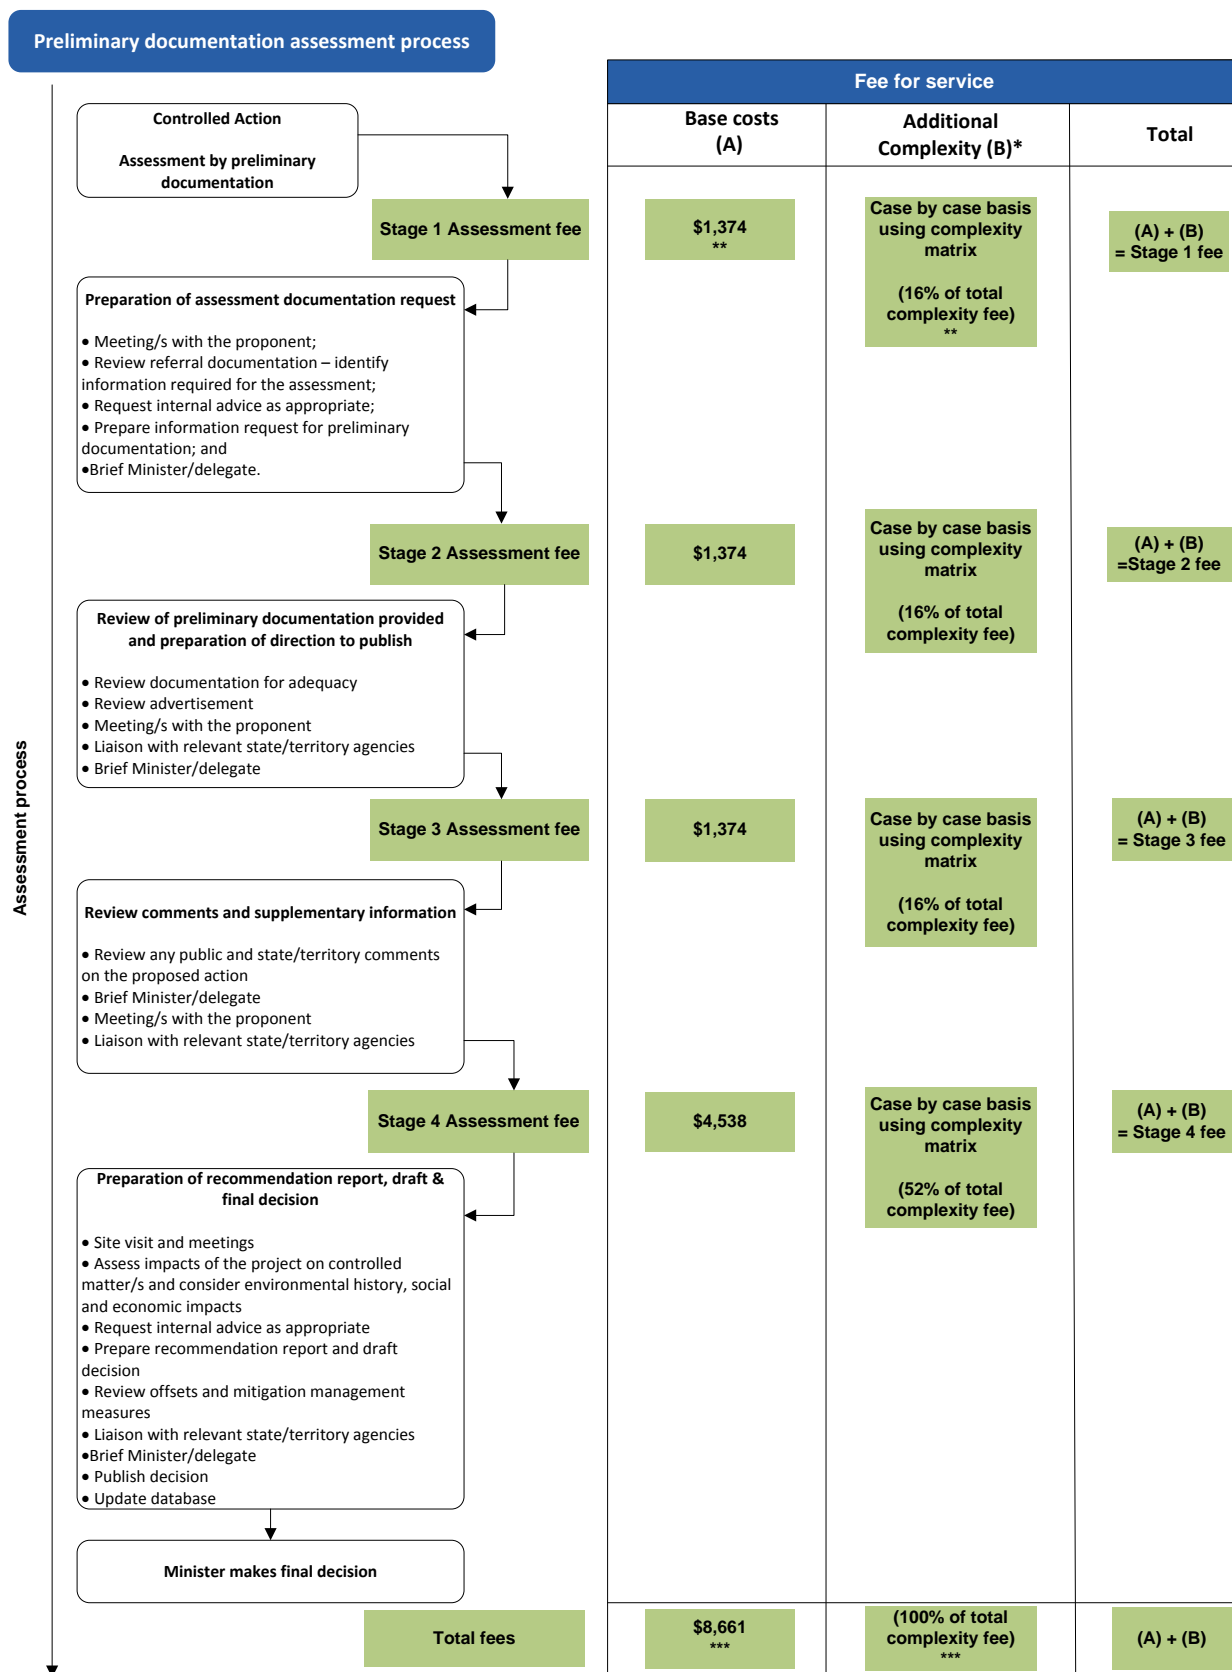 Preliminary documentation assessment process
Fee for service
Base costs
(A)
Additional
Complexity (B)*
Total
Controlled Action
Assessment by preliminary
documentation
Stage 1 Assessment fee
$1,374
**
Case by case basis
using complexity
matrix
(16% of total
complexity fee)
**
(A) + (B)
= Stage 1 fee
Preparation of assessment documentation request
• Meeting/s with the proponent;
• Review referral documentation – identify
information required for the assessment;
• Request internal advice as appropriate;
• Prepare information request for preliminary
documentation; and
•Brief Minister/delegate.
Stage 2 Assessment fee
$1,374
Case by case basis
using complexity
matrix
(16% of total
complexity fee)
(A) + (B)
=Stage 2 fee
Review of preliminary documentation provided
and preparation of direction to publish
• Review documentation for adequacy
• Review advertisement
• Meeting/s with the proponent
• Liaison with relevant state/territory agencies
• Brief Minister/delegate
Assessment process
Stage 3 Assessment fee
$1,374
Case by case basis
using complexity
matrix
(16% of total
complexity fee)
(A) + (B)
= Stage 3 fee
Review comments and supplementary information
• Review any public and state/territory comments
on the proposed action
• Brief Minister/delegate
• Meeting/s with the proponent
• Liaison with relevant state/territory agencies
Stage 4 Assessment fee
$4,538
Case by case basis
using complexity
matrix
(52% of total
complexity fee)
(A) + (B)
= Stage 4 fee
Preparation of recommendation report, draft &
final decision
• Site visit and meetings
• Assess impacts of the project on controlled
matter/s and consider environmental history, social
and economic impacts
• Request internal advice as appropriate
• Prepare recommendation report and draft
decision
• Review offsets and mitigation management
measures
• Liaison with relevant state/territory agencies
•Brief Minister/delegate
• Publish decision
• Update database
Minister makes final decision
Total fees
$8,661
***
(100% of total
complexity fee)
***
(A) + (B)